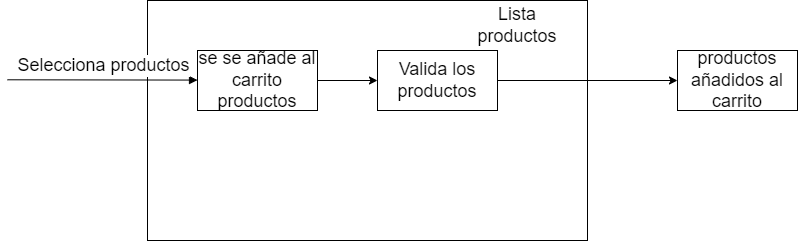 Selecciona productos
se se añade al
carrito
productos
Valida los
productos
Lista
productos
productos
añadidos al
carrito